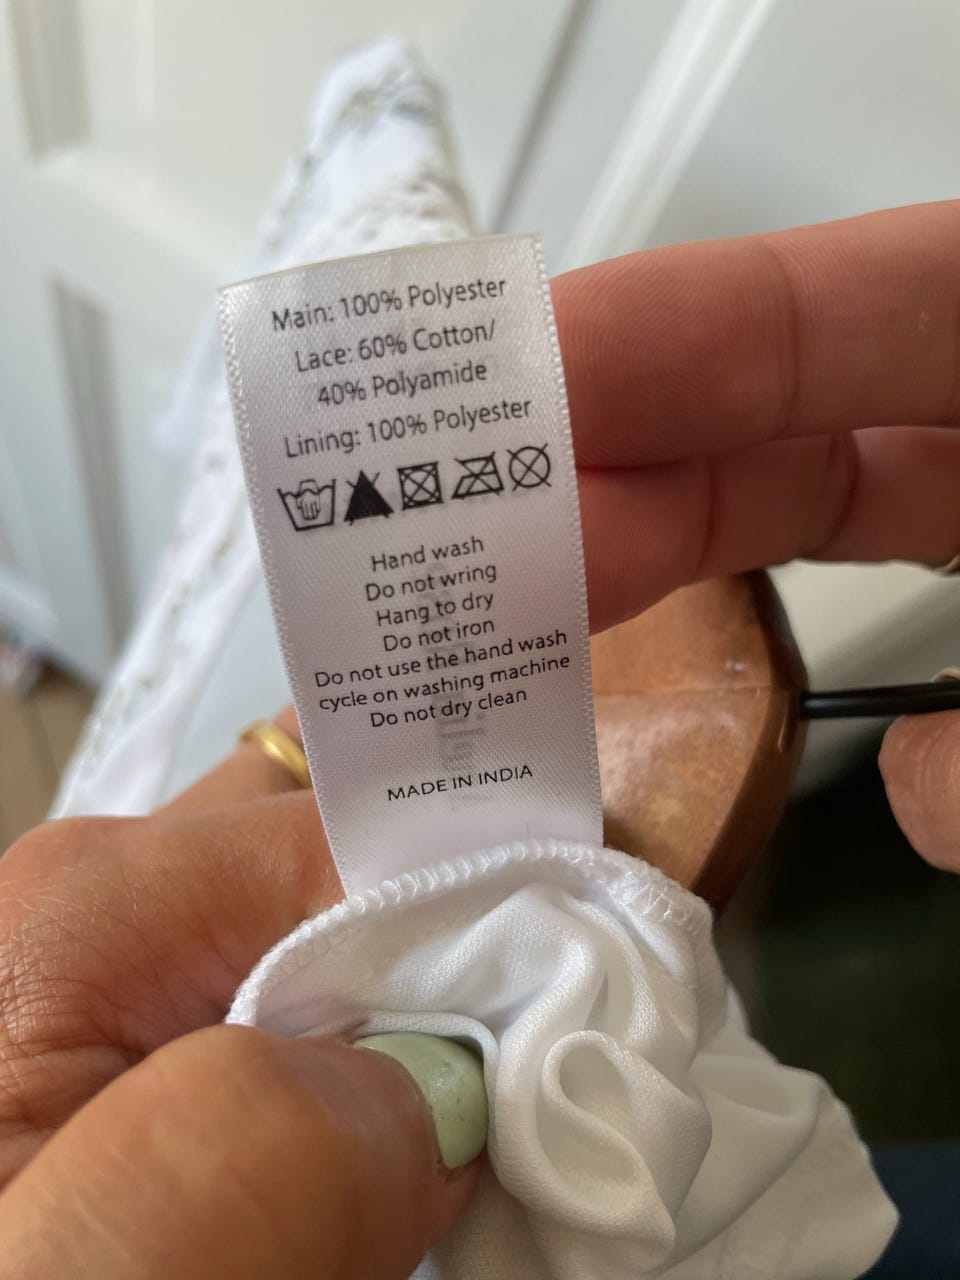 Main: 100% Polyester
Lace: 60% Cotton/
40% Polyamide
Lining: 100% Polyester
Hand wash
Do not wring
Hang to dry
Do not iron
Do not use the hand wash
cycle on washing machine
Do not dry clean
MADE IN INDIA